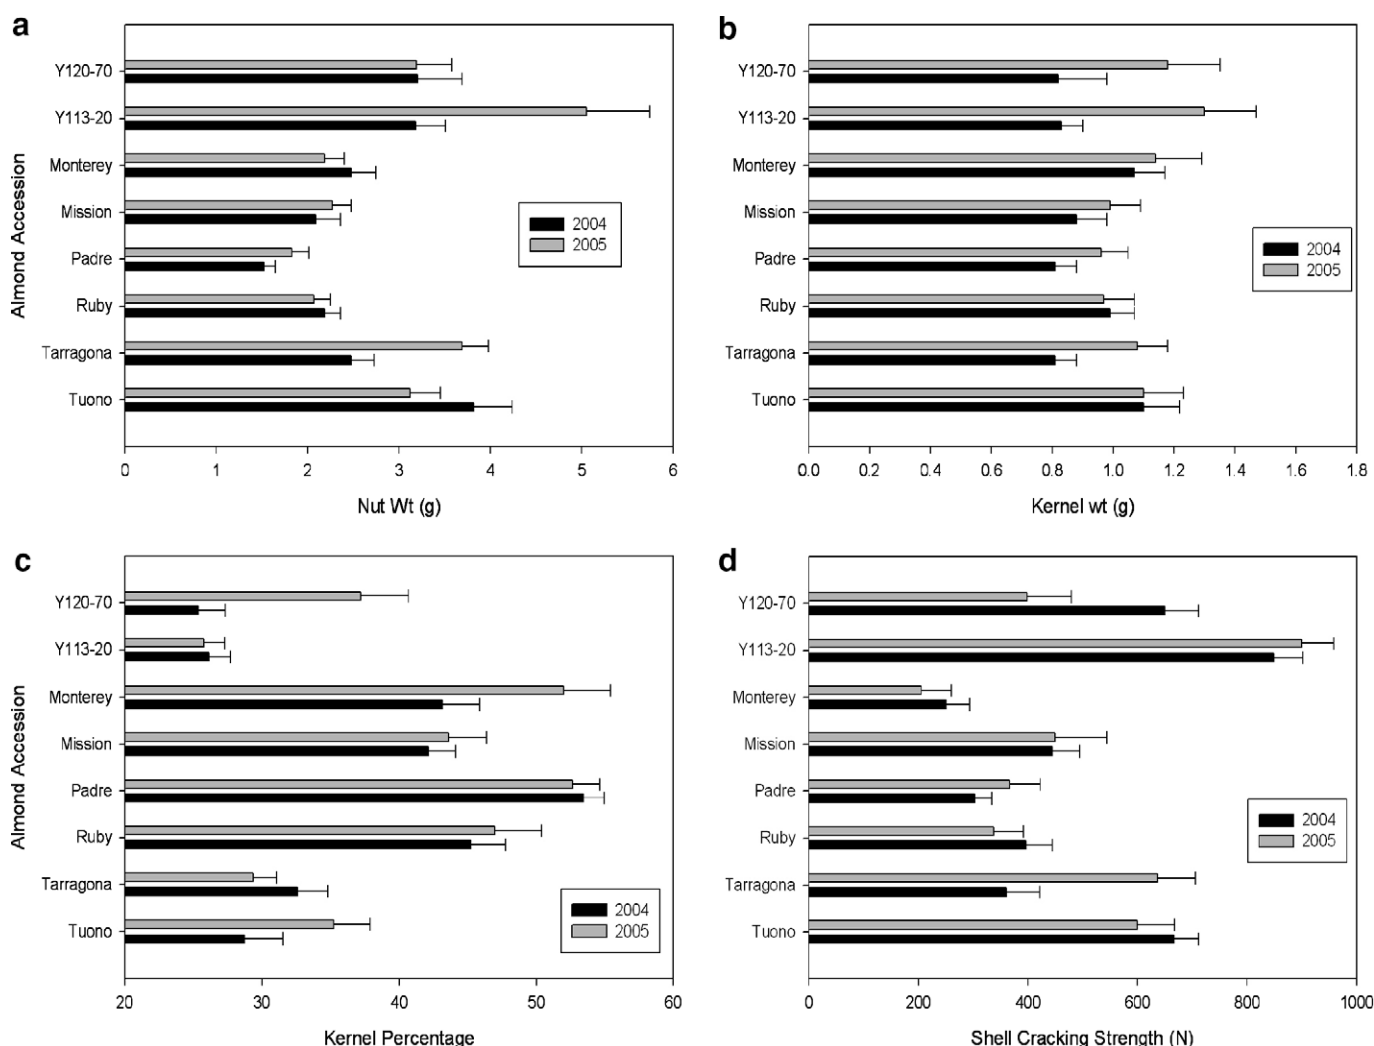 a
Almond Accession
Y120-70
Y113-20
Monterey
Mission
Padre
Ruby
Tarragona
Tuono
2004
2005
0 1 2 3 4 5 6
Nut Wt (g)
b
Y120-70
Y113-20
Monterey
Mission
Padre
Ruby
Tarragona
Tuono
2004
2005
0.0 0.2 0.4 0.6 0.8 1.0 1.2 1.4 1.6 1.8
Kernel wt (g)
c
Almond Accession
Y120-70
Y113-20
Monterey
Mission
Padre
Ruby
Tarragona
Tuono
2004
2005
20 30 40 50 60
Kernel Percentage
d
Y120-70
Y113-20
Monterey
Mission
Padre
Ruby
Tarragona
Tuono
2004
2005
0 200 400 600 800 1000
Shell Cracking Strength (N)